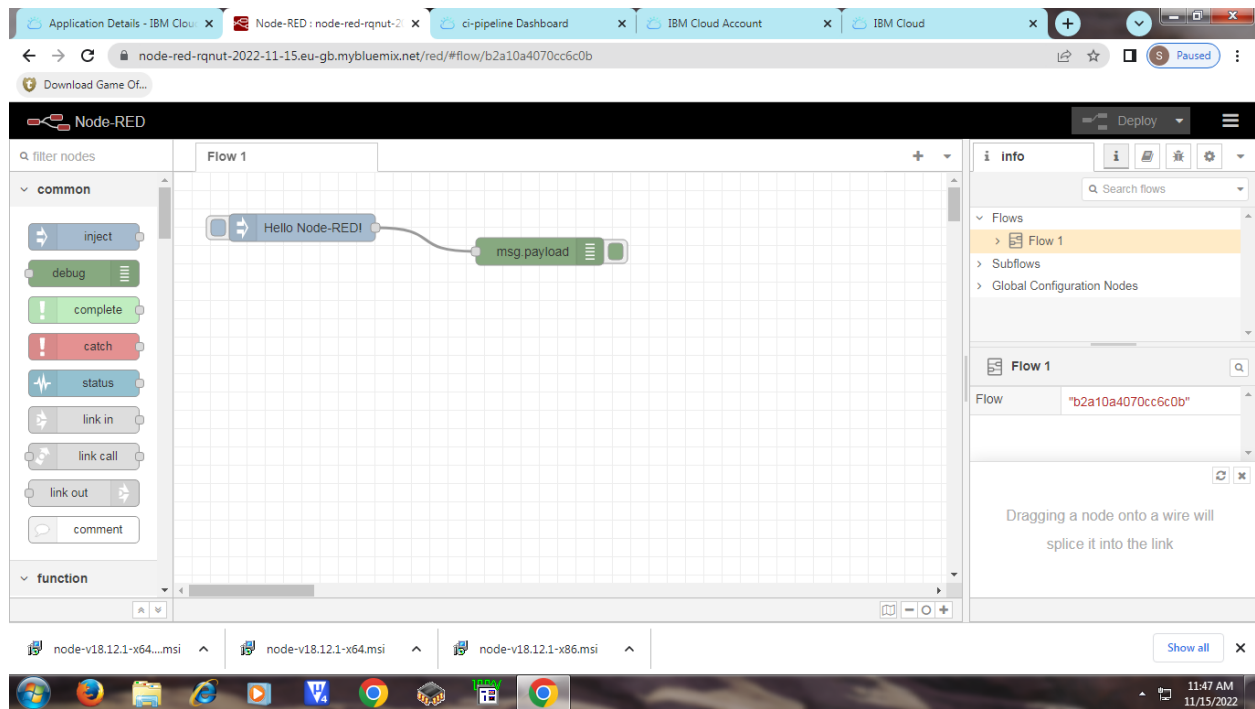 Application Details - IBM Clou
Node-RED : node-red-rqnut-2
ci-pipeline Dashboard
IBM Cloud Account
IBM Cloud
node-red-rqnut-2022-11-15.eu-gb.mybluemix.net/red/#flow/b2a10a4070cc6c0b
S Paused
Download Game Of...
Node-RED
Deploy
filter nodes
Flow 1
i info
i
common
Search flows
Hello Node-RED!
msg.payload
inject
debug
complete
catch
status
link in
link call
link out
comment
function
Flows
Flow 1
Subflows
Global Configuration Nodes
Flow 1
Flow "b2a10a4070cc6c0b"
Dragging a node onto a wire will
splice it into the link
node-v18.12.1-x64....msi
node-v18.12.1-x64.msi
node-v18.12.1-x86.msi
Show all
11:47 AM
11/15/2022